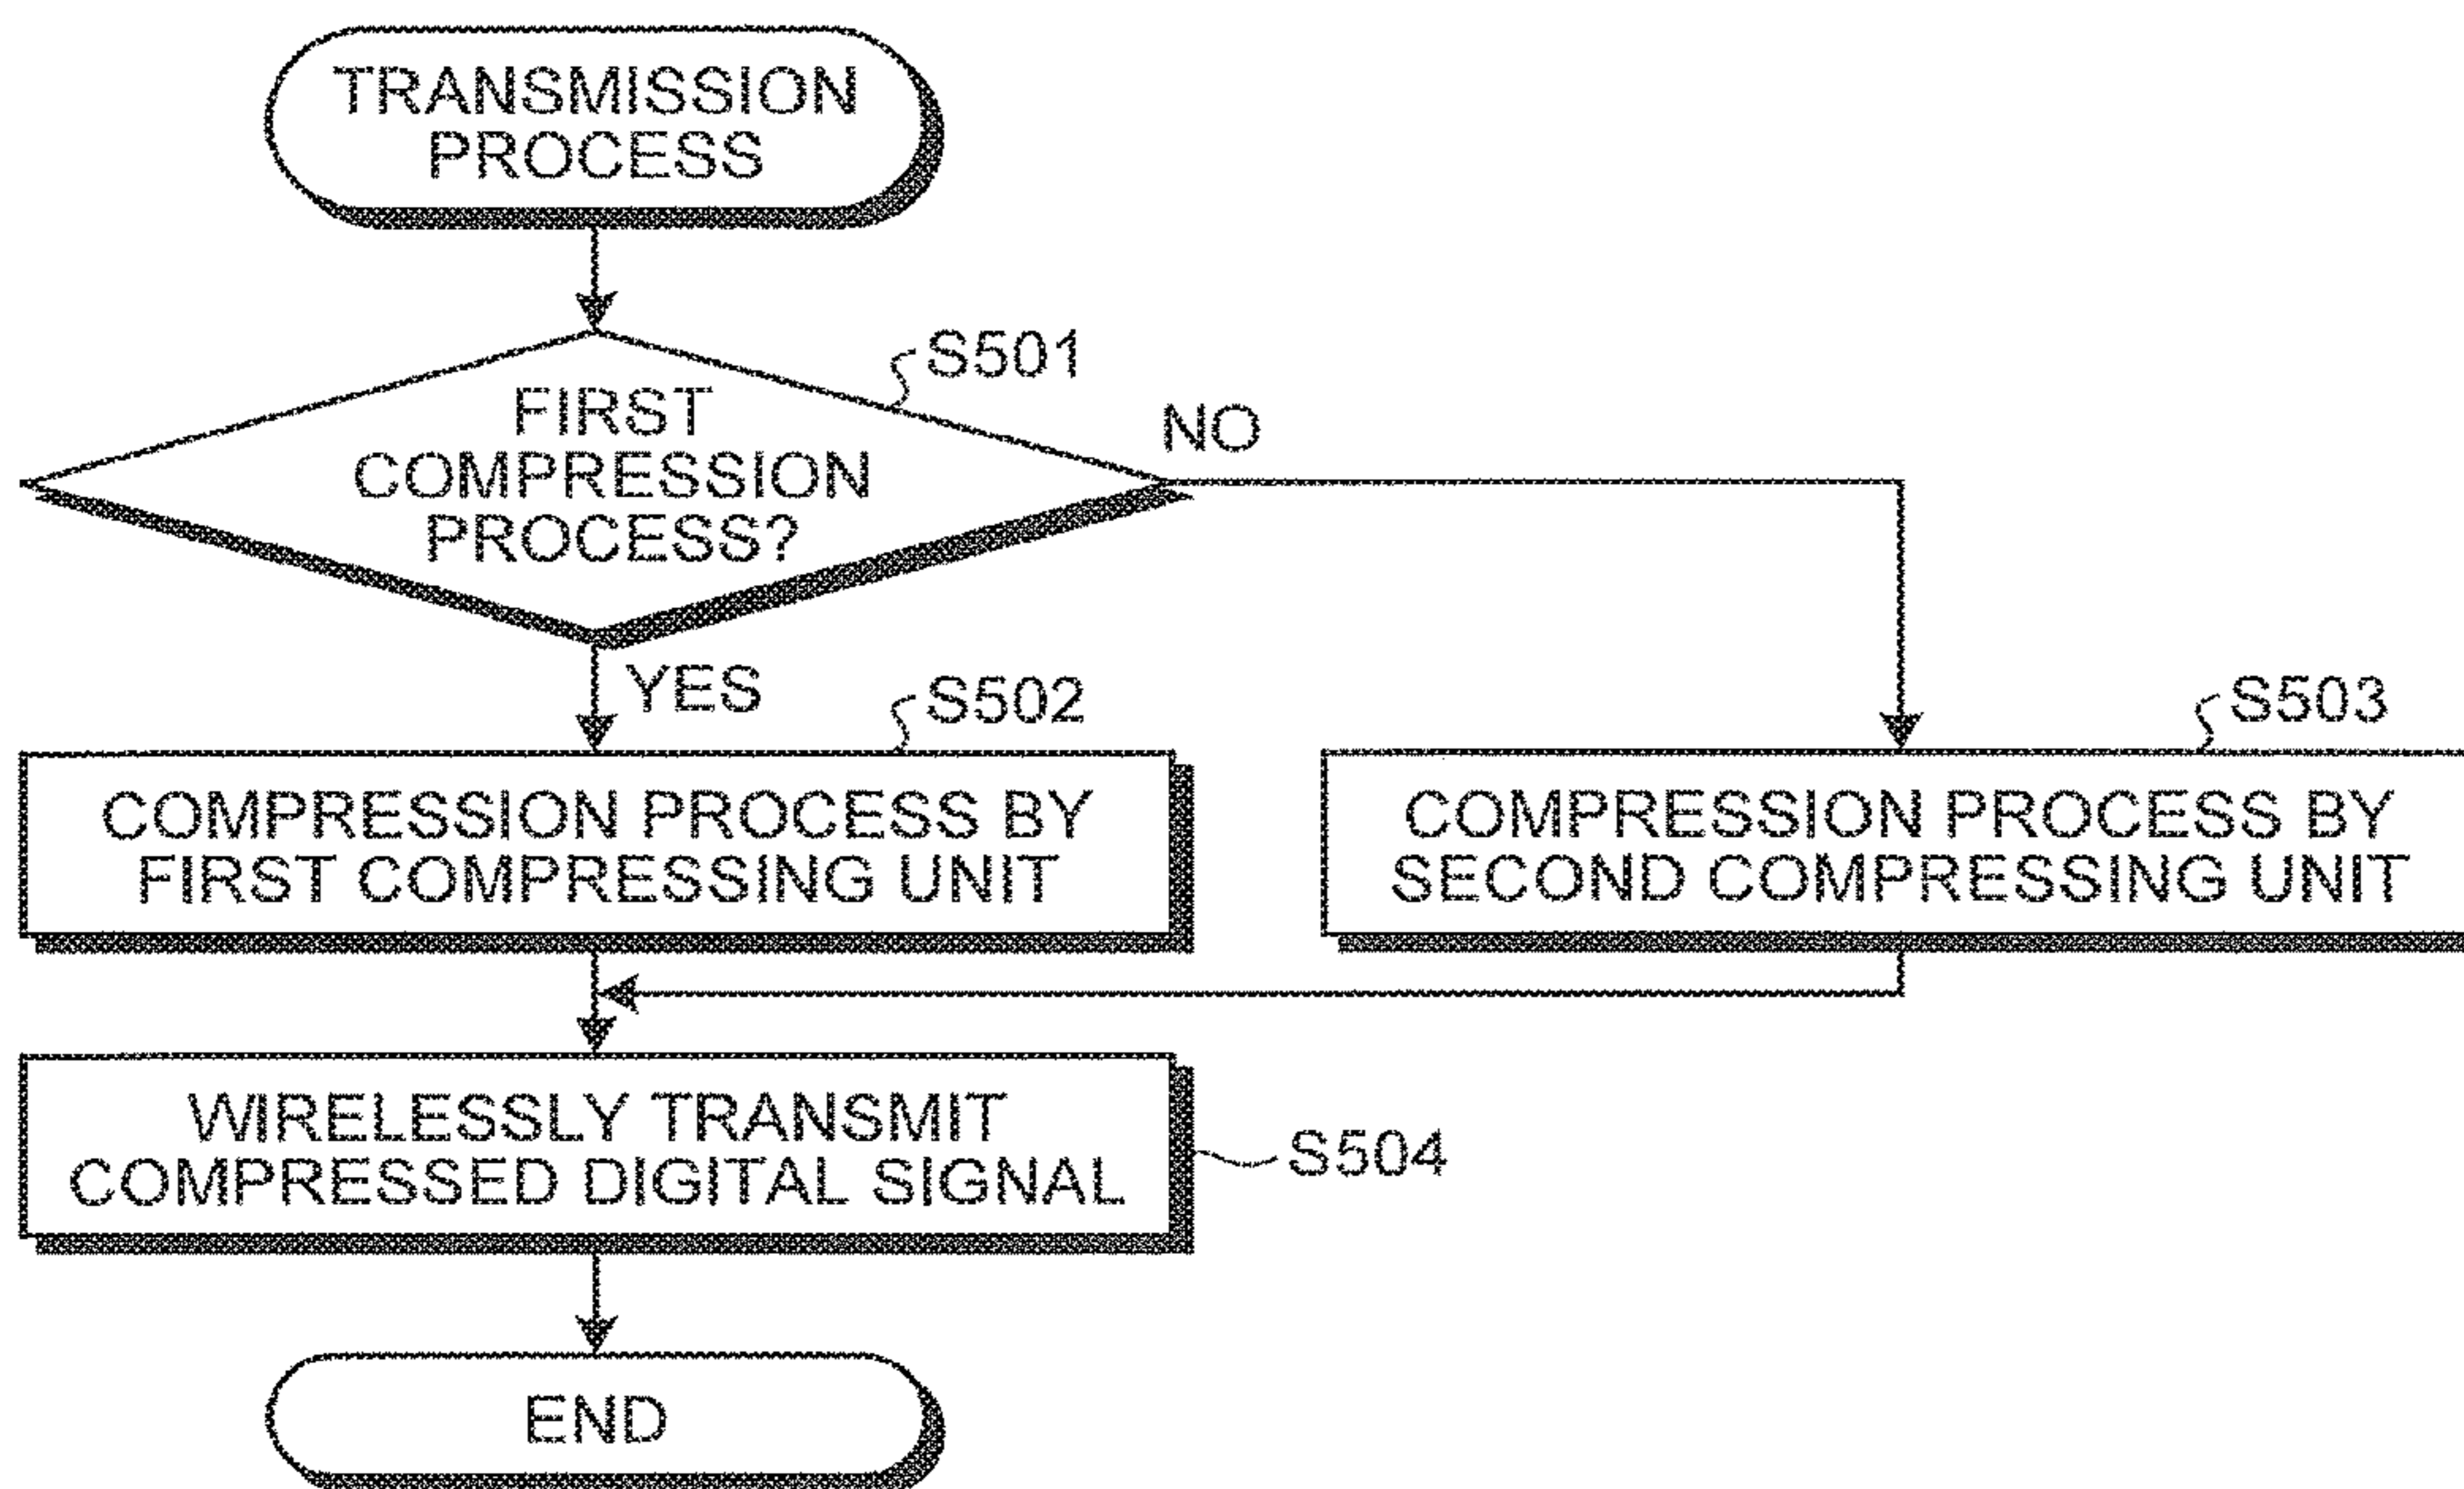 TRANSMISSION
PROCESS
S501
FIRST
COMPRESSION
PROCESS?
NO
YES
S502
COMPRESSION PROCESS BY
FIRST COMPRESSING UNIT
S503
COMPRESSION PROCESS BY
SECOND COMPRESSING UNIT
WIRELESSLY TRANSMIT
COMPRESSED DIGITAL SIGNAL
S504
END